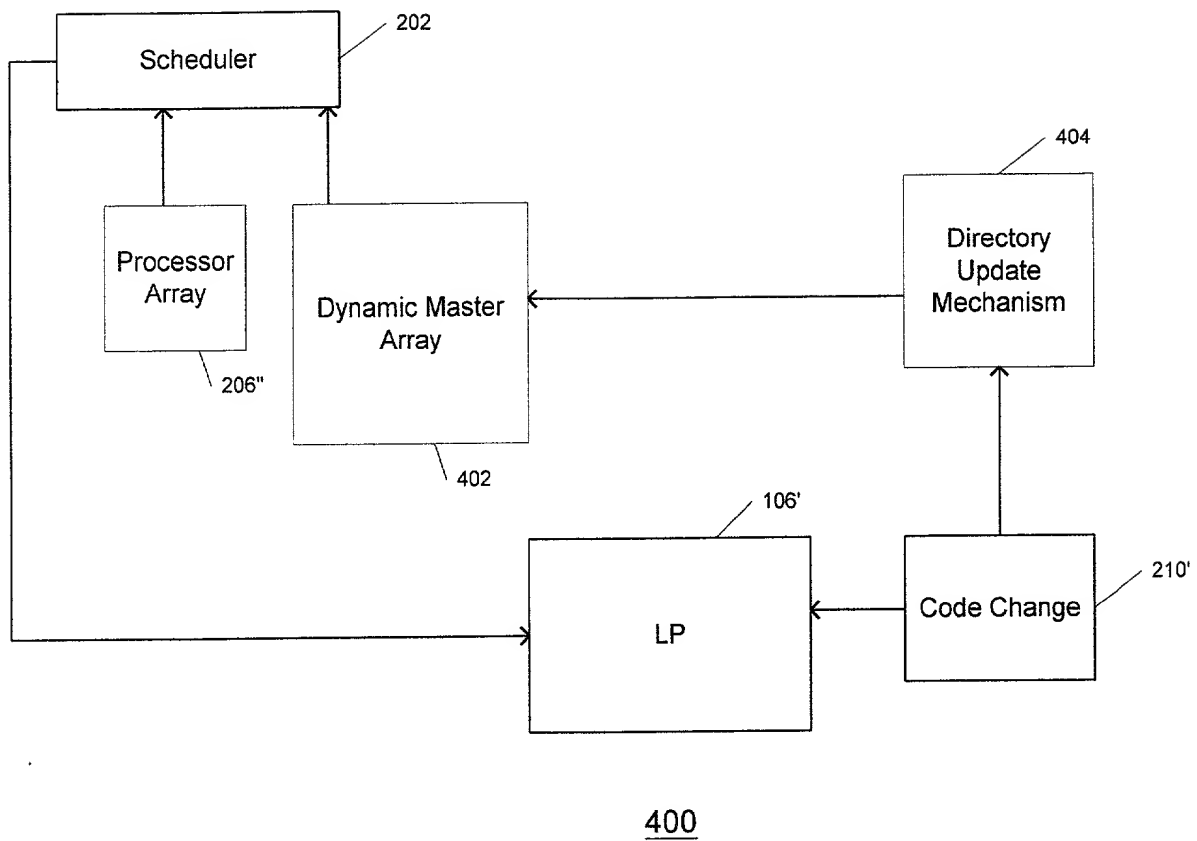 Scheduler
202
404
Processor
Array
206"
Dynamic Master
Array
402
Directory
Update
Mechanism
106'
LP
Code Change
210'
400